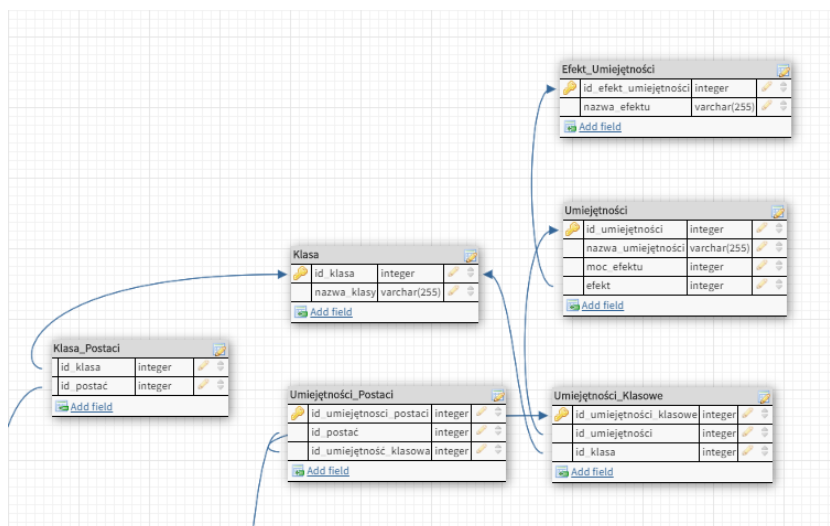 Efekt_Umiejętności
id_efekt_umiejętności integer
nazwa_efektu varchar(255)
Add field
Umiejętności
id_umiejętności integer
nazwa_umiejętności varchar(255)
moc_efektu integer
efekt integer
Add field
Klasa
id_klasa integer
nazwa_klasy varchar(255)
Add field
Klasa_Postaci
id_klasa integer
id_postać integer
Add field
Umiejętności_Postaci
id_umiejętnosci_postaci integer
id_postać integer
id_umiejętność_klasowa integer
Add field
Umiejętności_Klasowe
id_umiejętności_klasowe integer
id_umiejętności integer
id_klasa integer
Add field